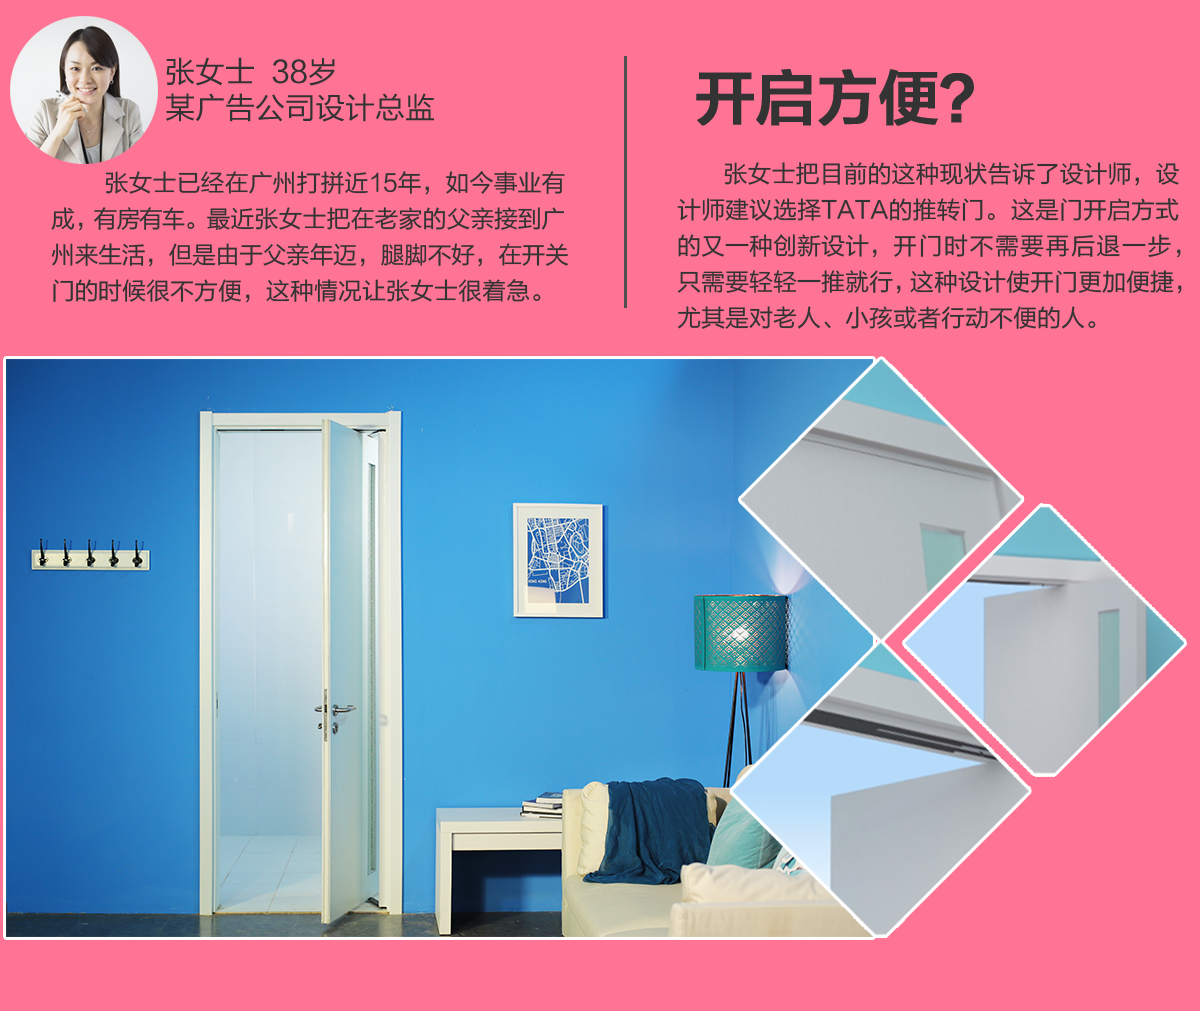 张女士 38岁
某广告公司设计总监
张女士已经在广州打拼近15年，如今事业有
成，有房有车。最近张女士把在老家的父亲接到广
州来生活，但是由于父亲年迈，腿脚不好，在开关
门的时候很不方便，这种情况让张女士很着急。
开启方便?
张女士把目前的这种现状告诉了设计师，设
计师建议选择TATA的推转门。这是门开启方式
的又一种创新设计，开门时不需要再后退一步，
只需要轻轻一推就行，这种设计使开门更加便捷，
尤其是对老人、小孩或者行动不便的人。
HONG KONG